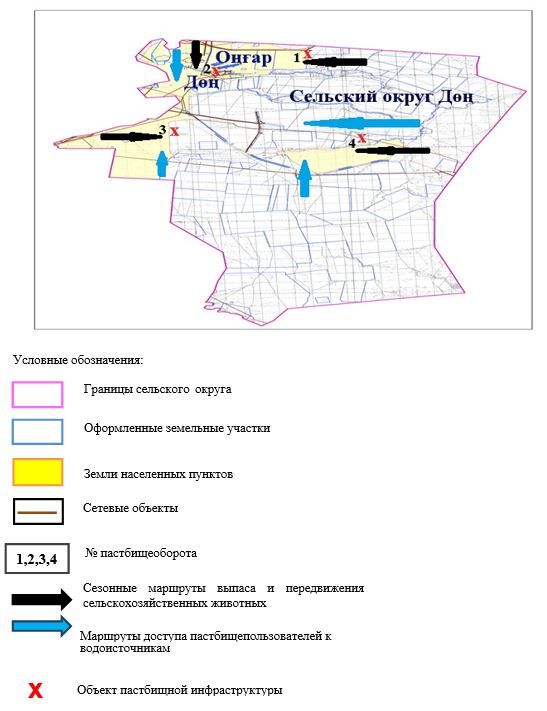 Оңғар
1
X
2
X
Дөң
Сельский округ Дөң
3
X
X
4
Условные обозначения:
Границы сельского округа
Оформленные земельные участки
Земли населенных пунктов
Сетевые объекты
1,2,3,4
№ пастбищеоборота
Сезонные маршруты выпаса и передвижения
сельскохозяйственных животных
Маршруты доступа пастбищепользователей к
водоисточникам
X
Объект пастбищной инфраструктуры